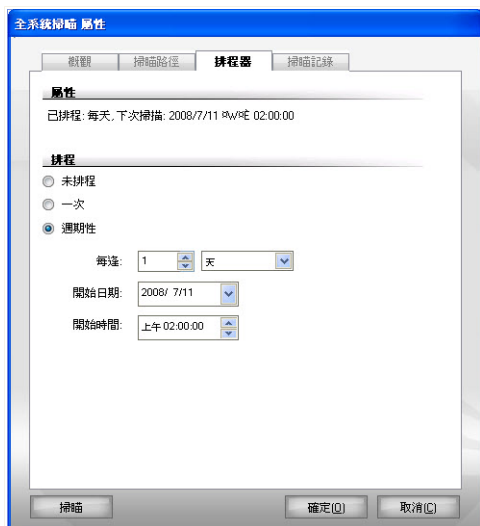 全系統掃瞄 屬性
概觀 掃瞄路徑 排程器 掃瞄記錄
屬性
已排程: 每天, 下次掃描: 2008/7/11 ¤W¤È 02:00:00
排程
未排程
一次
週期性
每逢: 1 天
開始日期: 2008/ 7/11
開始時間: 上午 02:00:00
掃瞄 確定(O) 取消(C)